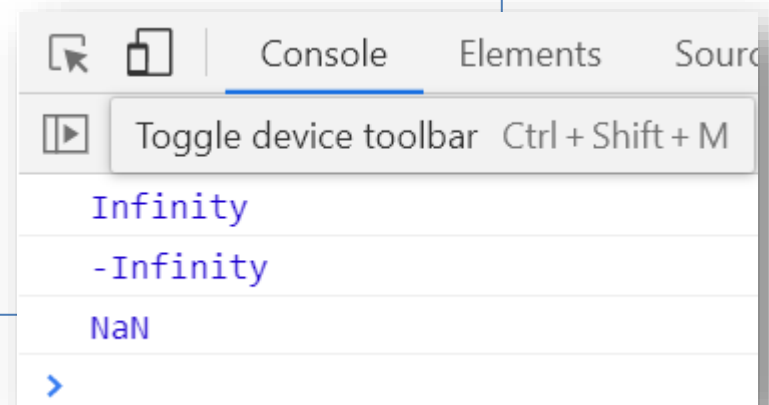 Console Elements Sourc
Toggle device toolbar Ctrl + Shift + M
Infinity
-Infinity
NaN